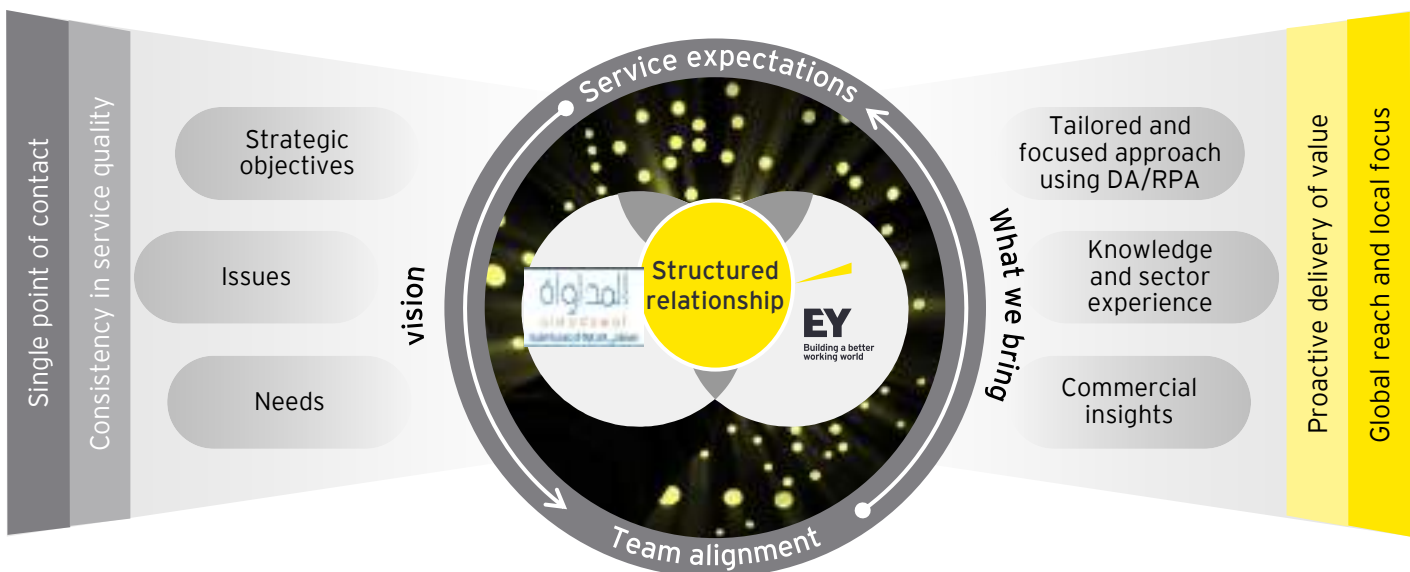 Single point of contact
Consistency in service quality
Strategic
objectives
Issues
Needs
vision
Service expectations
المداواة
Structured
relationship
EY
Building a better
working world
Team alignment
What we bring
Tailored and
focused approach
using DA/RPA
Knowledge
and sector
experience
Commercial
insights
Proactive delivery of value
Global reach and local focus